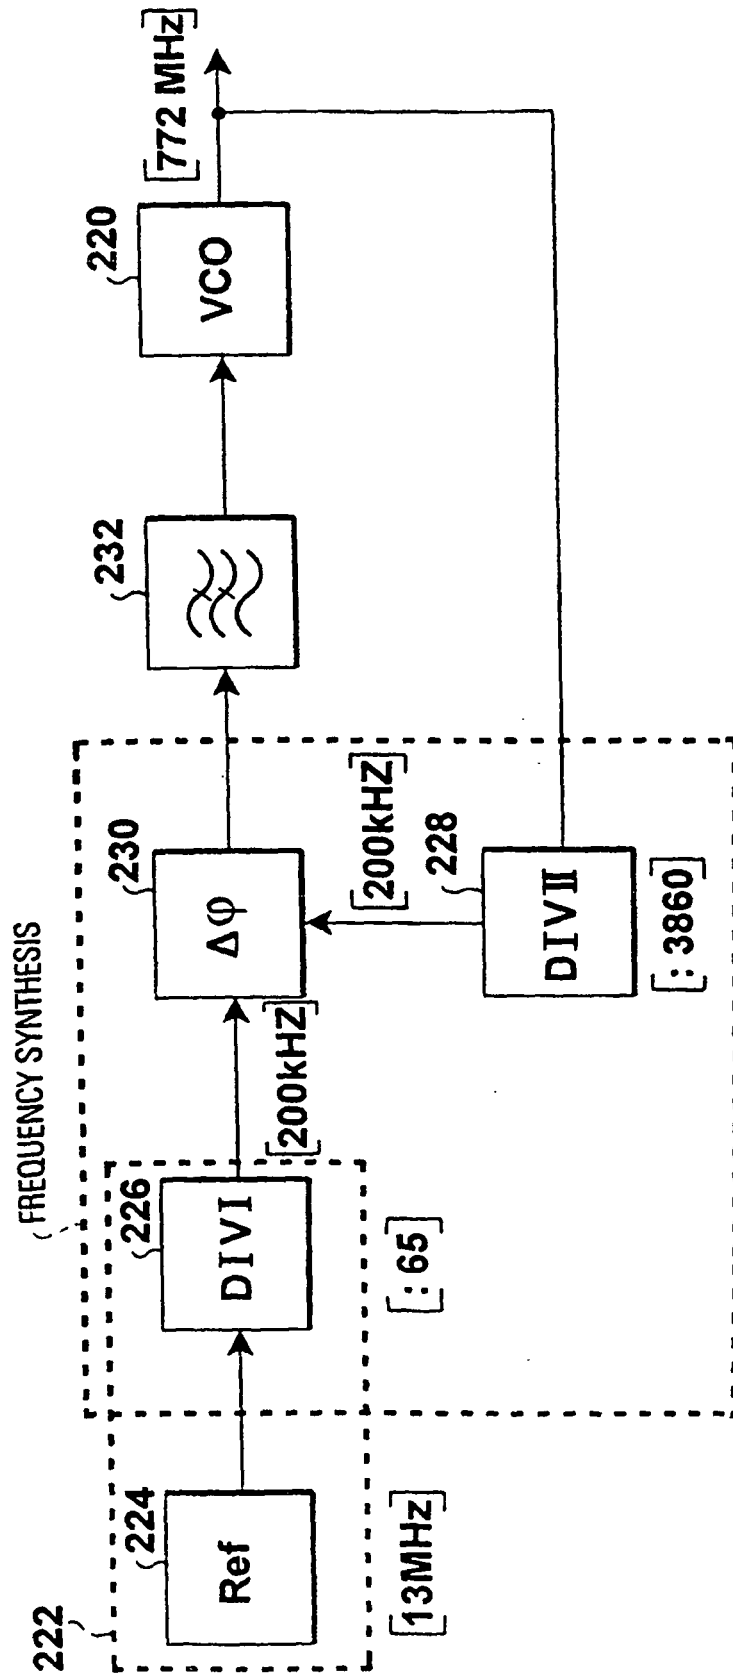 FREQUENCY SYNTHESIS
222
224
Ref
[13MHz]
226
DIV I
[:65]
[200kHZ]
230
Δφ
[200kHZ]
228
DIV II
[:3860]
232
220
VCO
[772 MHz]